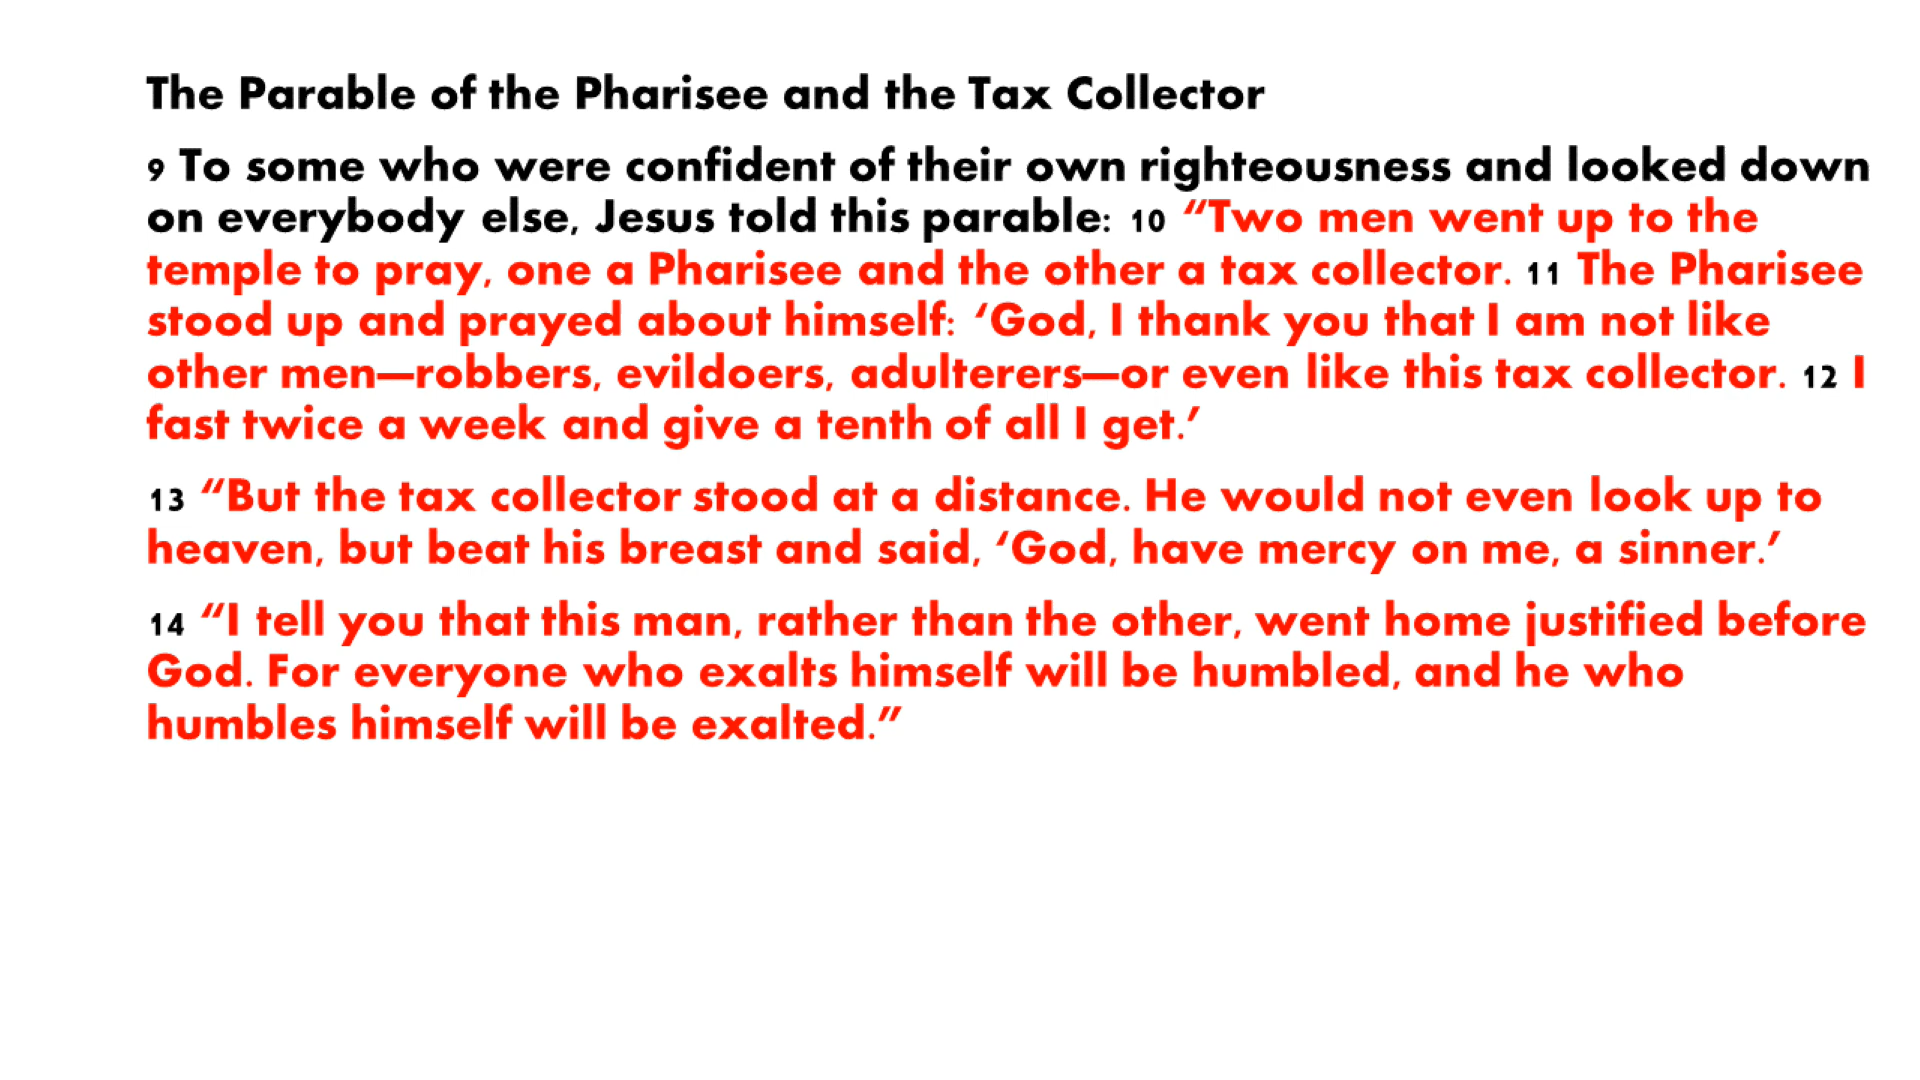 The Parable of the Pharisee and the Tax Collector
9 To some who were confident of their own righteousness and looked down
on everybody else, Jesus told this parable: 10 “Two men went up to the
temple to pray, one a Pharisee and the other a tax collector. 11 The Pharisee
stood up and prayed about himself: ‘God, I thank you that I am not like
other men—robbers, evildoers, adulterers—or even like this tax collector. 12 I
fast twice a week and give a tenth of all I get.’
13 “But the tax collector stood at a distance. He would not even look up to
heaven, but beat his breast and said, ‘God, have mercy on me, a sinner.’
14 “I tell you that this man, rather than the other, went home justified before
God. For everyone who exalts himself will be humbled, and he who
humbles himself will be exalted.”